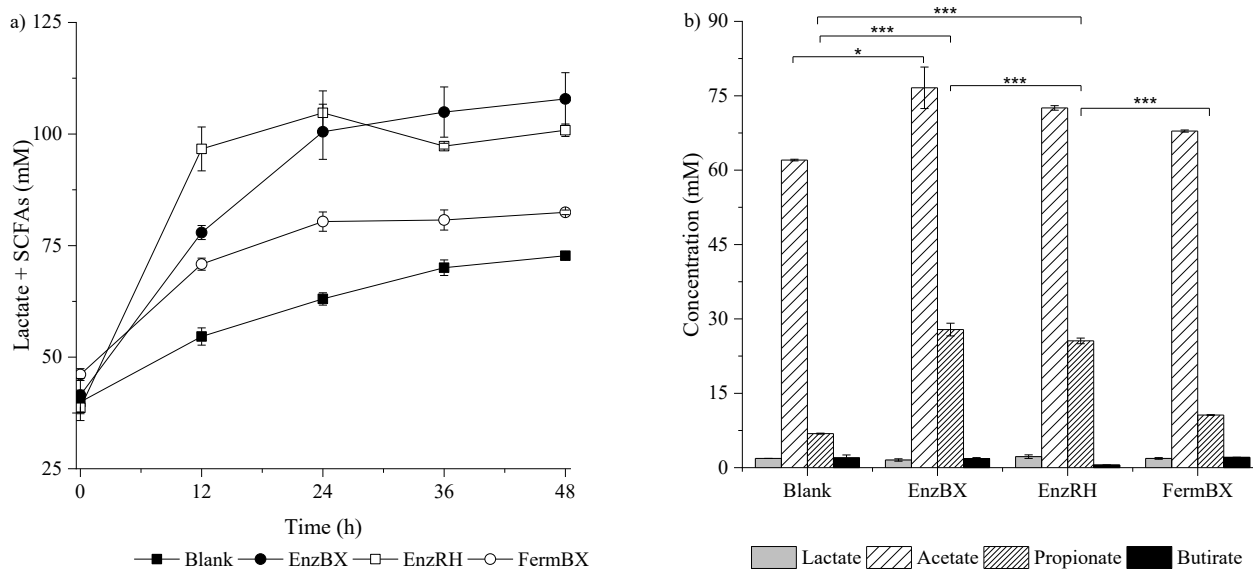 a)
125
100
75
50
25
Lactate + SCFAs (mM)
0 12 24 36 48
Time (h)
Blank EnzBX EnzRH FermBX
b)
90
75
60
45
30
15
0
Concentration (mM)
***
***
*
***
***
Blank EnzBX EnzRH FermBX
Lactate Acetate Propionate Butirate